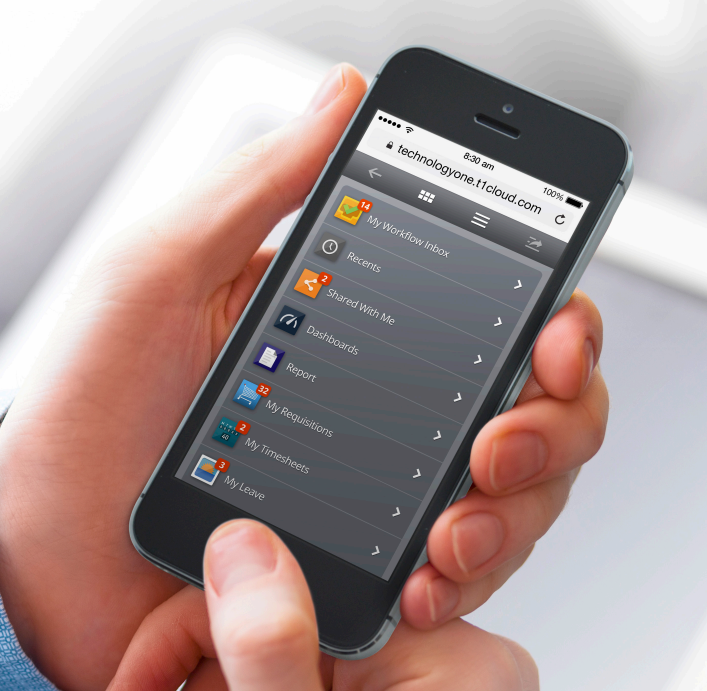 8:30 am
100%
technologyone.t1cloud.com
14
My Workflow Inbox
Recents
2
Shared With Me
Dashboards
Report
32
My Requisitions
2
40
My Timesheets
3
My Leave